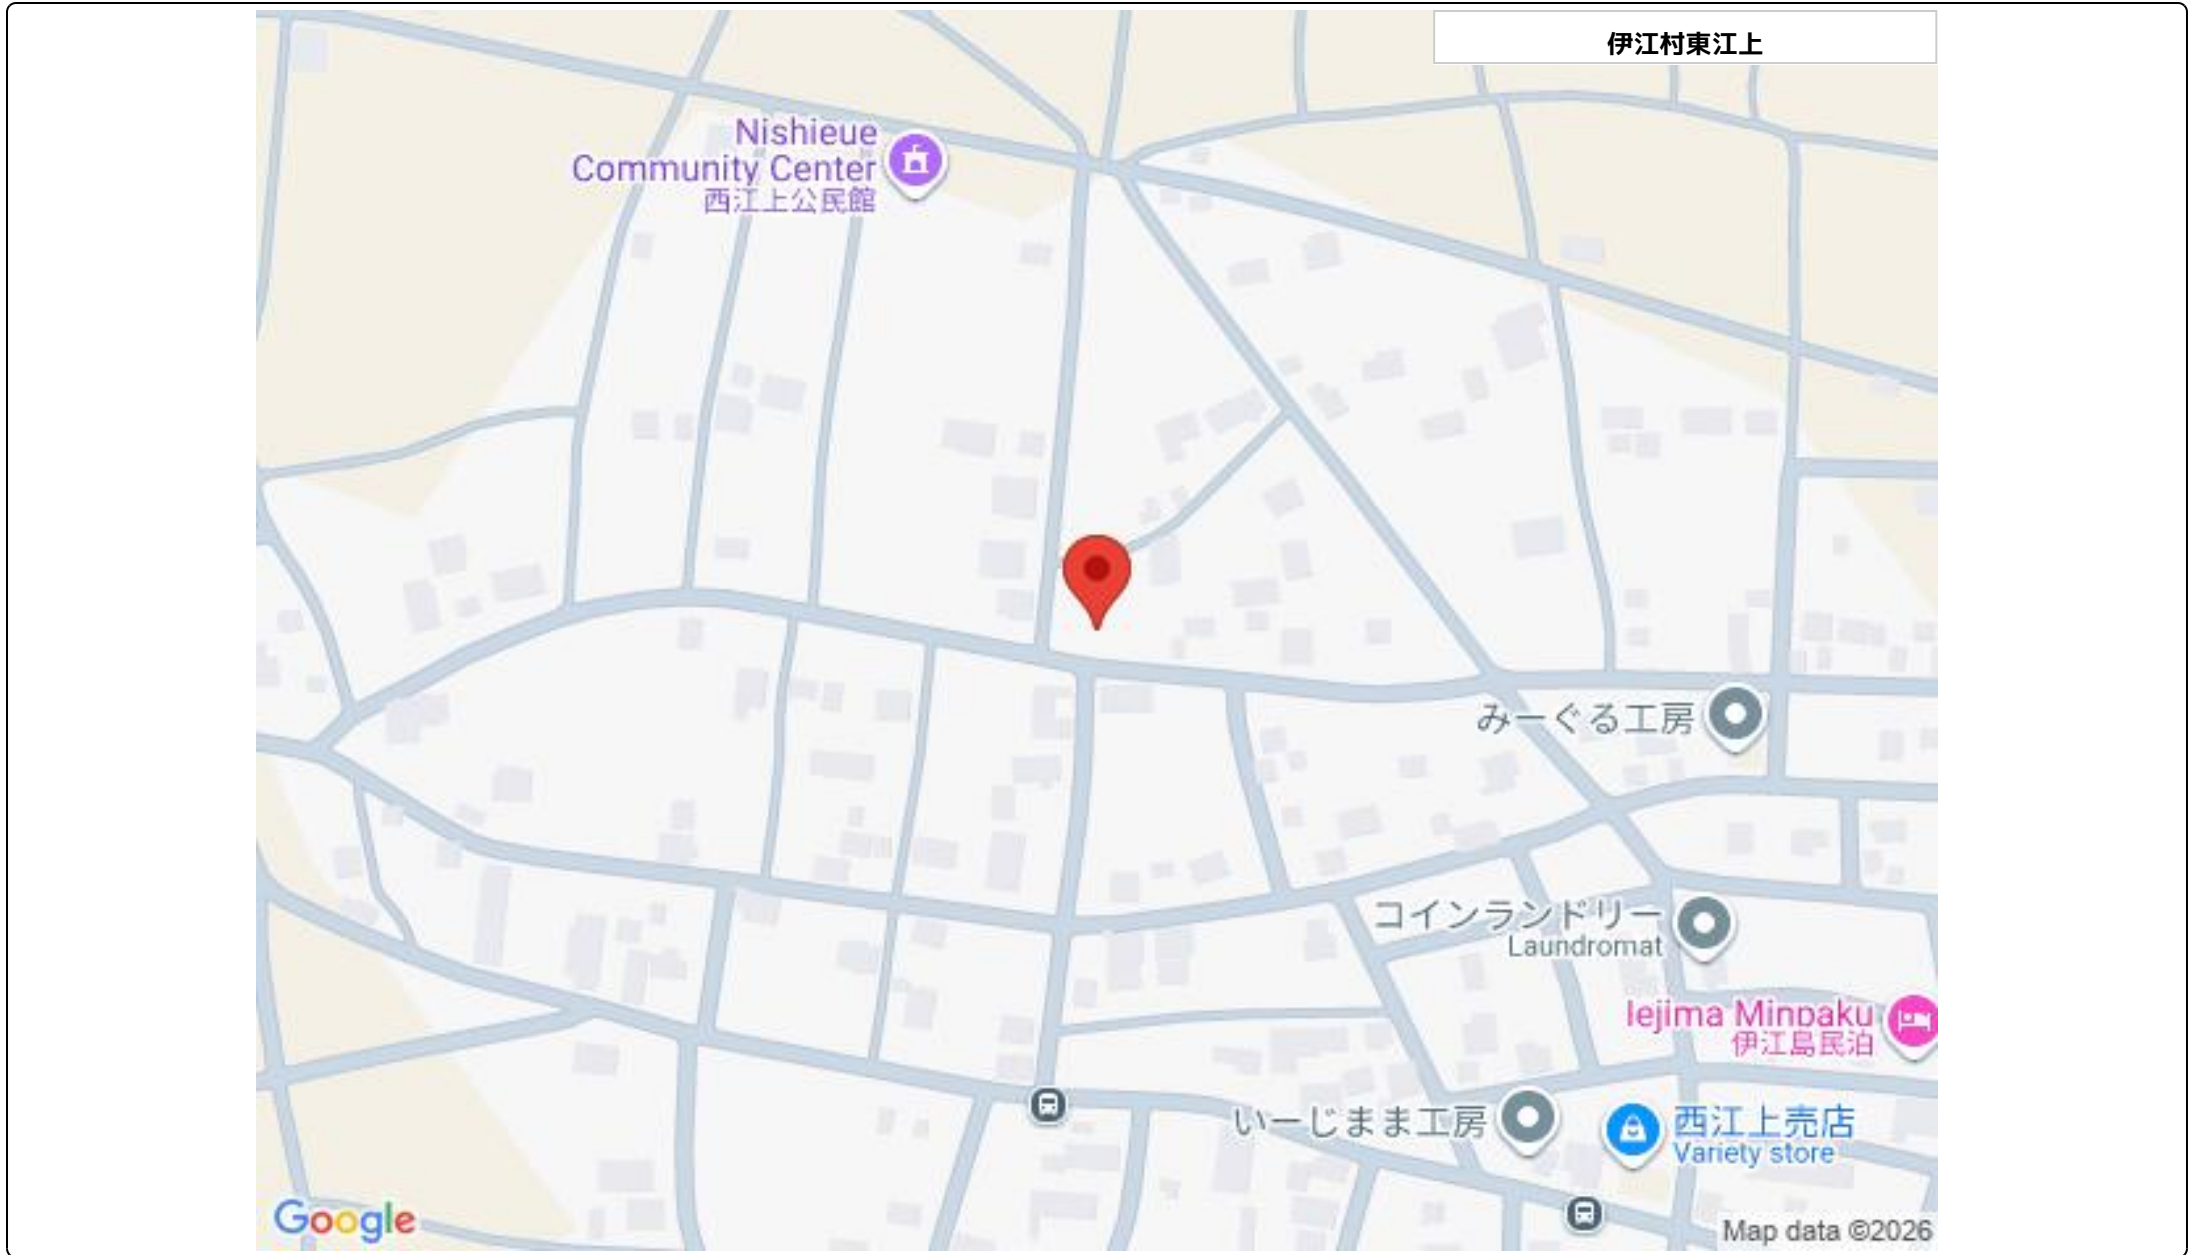 伊江村東江上
Nishieue
Community Center
西江上公民館
みーぐる工房
コインランドリー
Laundromat
Iejima Minpaku
伊江島民泊
いーじまま工房
西江上売店
Variety store
Google
Map data ©2026